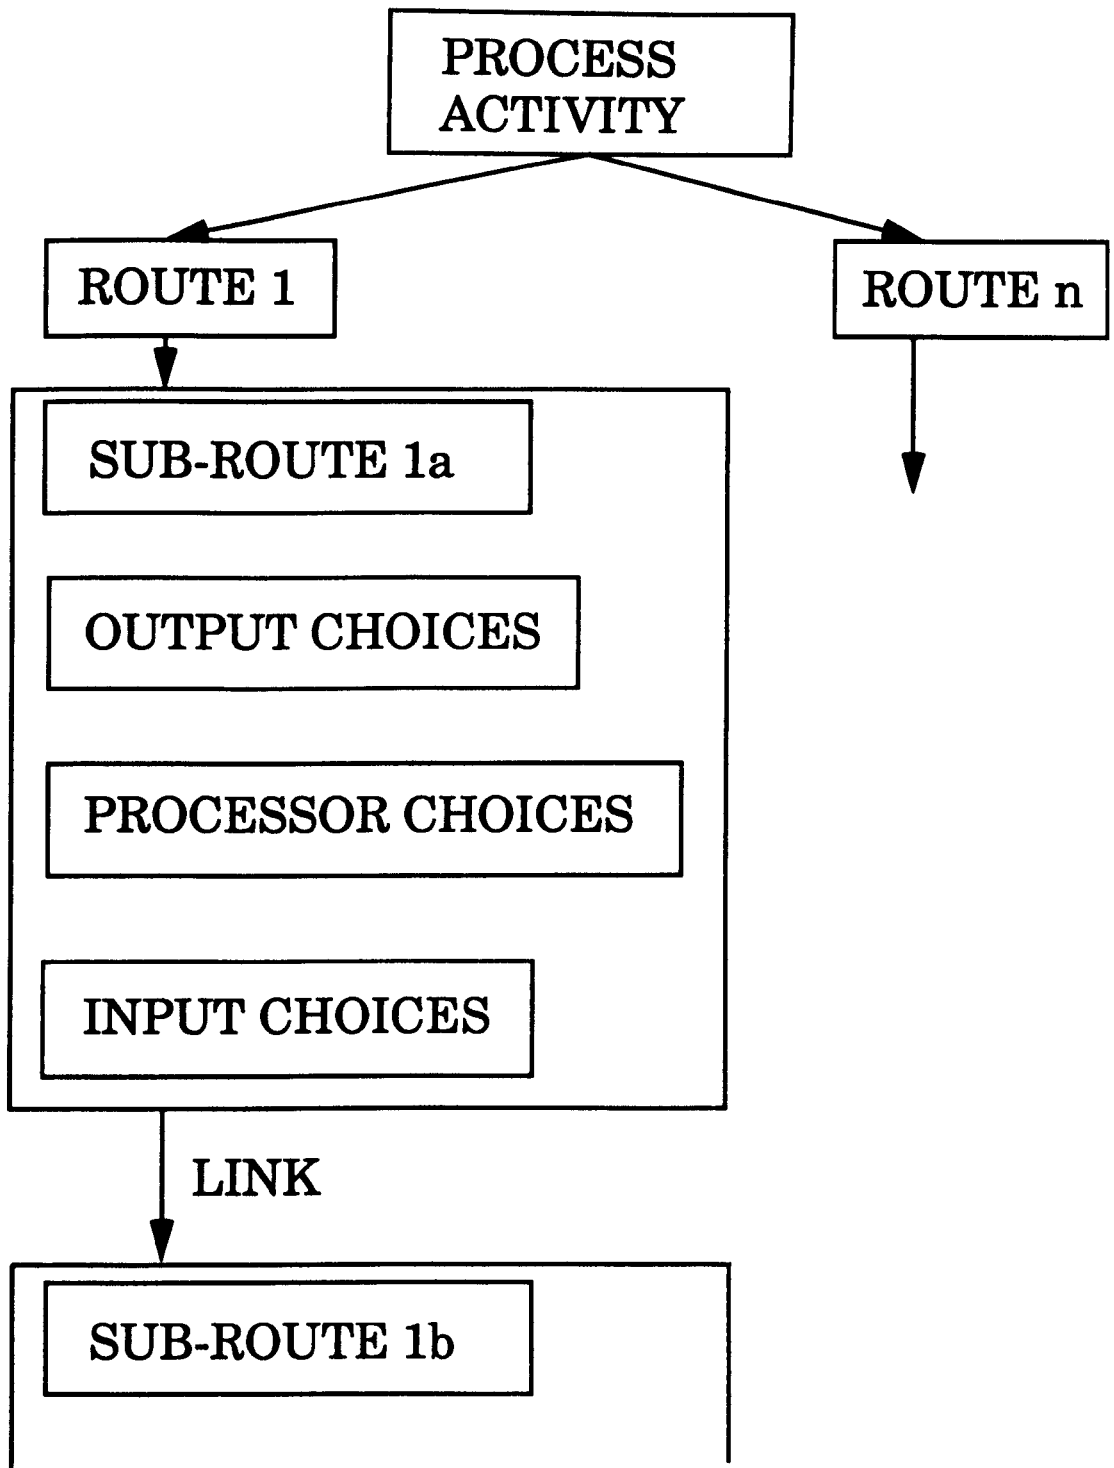 PROCESS
ACTIVITY
ROUTE 1
ROUTE n
SUB-ROUTE 1a
OUTPUT CHOICES
PROCESSOR CHOICES
INPUT CHOICES
LINK
SUB-ROUTE 1b